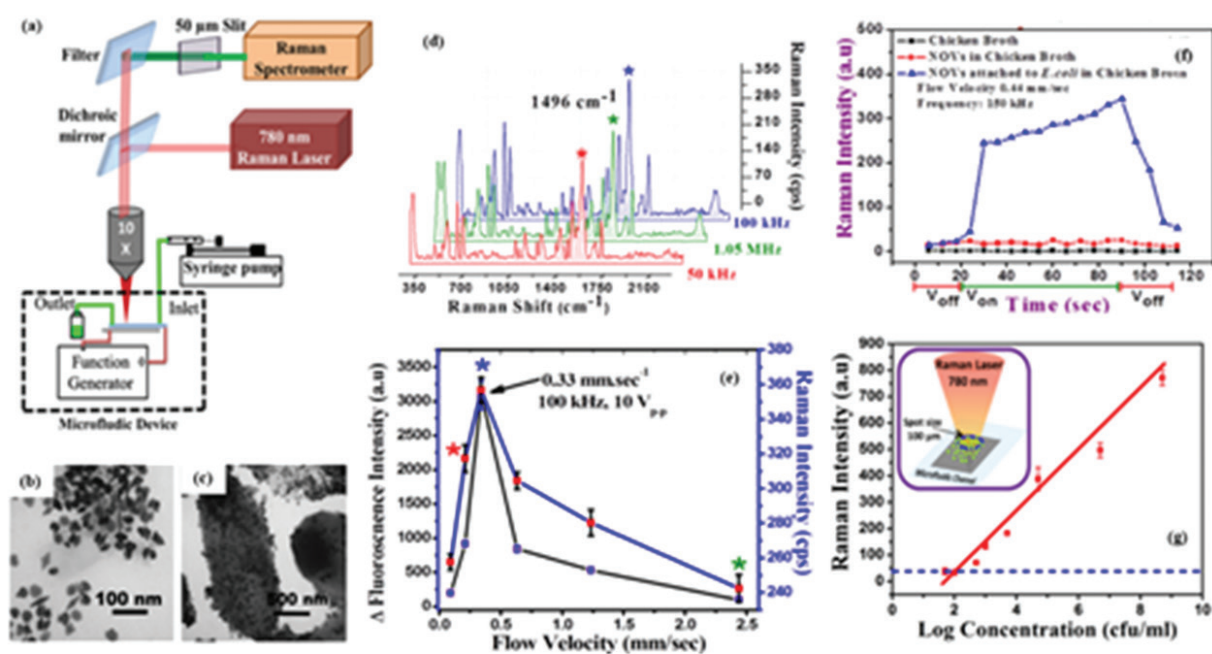 (a)
50 μm Slit
Filter
Raman
Spectrometer
Dichroic
mirror
780 nm
Raman Laser
10
X
Syringe pump
Outlet
Inlet
Function
Generator
Microfludic Device
(b)
100 nm
(c)
500 nm
(d)
1496 cm-1
350
280
210
140
70
0
Raman Intensity (cps)
100 kHz
1.05 MHz
50 kHz
350 700 1050 1400 1750 2100
Raman Shift (cm-1)
(e)
3500
3000
2500
2000
1500
1000
500
0
Δ Fluoroscnence Intensity (a.u)
0.33 mm.sec-1
100 kHz, 10 Vp-p
380
360
340
320
300
280
260
240
Raman Intensity (cps)
0.0 0.5 1.0 1.5 2.0 2.5
Flow Velocity (mm/sec)
(f)
500
400
300
200
100
0
Raman Intensity (a.u)
Chicken Broth
NOVs in Chicken Broth
NOVs attached to E.coli in Chicken Broth
Flow Velocity 0.44 mm/sec
Frequency: 150 kHz
0 20 40 60 80 100 120
Voff Von Voff
Time (sec)
(g)
900
800
700
600
500
400
300
200
100
0
Raman Intensity (a.u)
Raman Laser
780 nm
Spot size
100 μm
0 2 4 6 8 10
Log Concentration (cfu/ml)